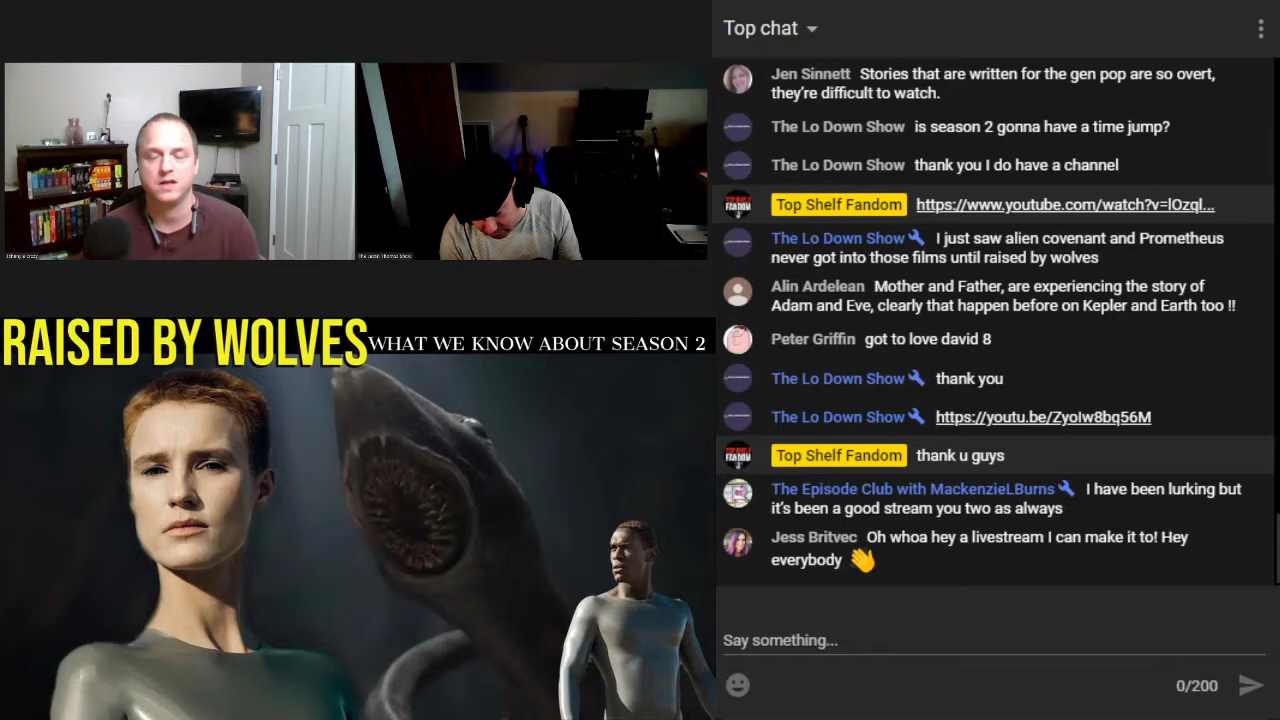 Top chat
Jen Sinnett Stories that are written for the gen pop are so overt,
they're difficult to watch.
The Lo Down Show is season 2 gonna have a time jump?
The Lo Down Show thank you I do have a channel
Top Shelf Fandom https://www.youtube.com/watch?v=lOzql...
The Lo Down Show I just saw alien covenant and Prometheus
never got into those films until raised by wolves
Alin Ardelean Mother and Father, are experiencing the story of
Adam and Eve, clearly that happen before on Kepler and Earth too !!
Peter Griffin got to love david 8
The Lo Down Show thank you
The Lo Down Show https://youtu.be/ZyoIw8bq56M
Top Shelf Fandom thank u guys
The Episode Club with MackenzieLBurns I have been lurking but
it's been a good stream you two as always
Jess Britvec Oh whoa hey a livestream I can make it to! Hey
everybody 👋
Say something...
0/200
The Justin Thomas Show
RAISED BY WOLVES
WHAT WE KNOW ABOUT SEASON 2